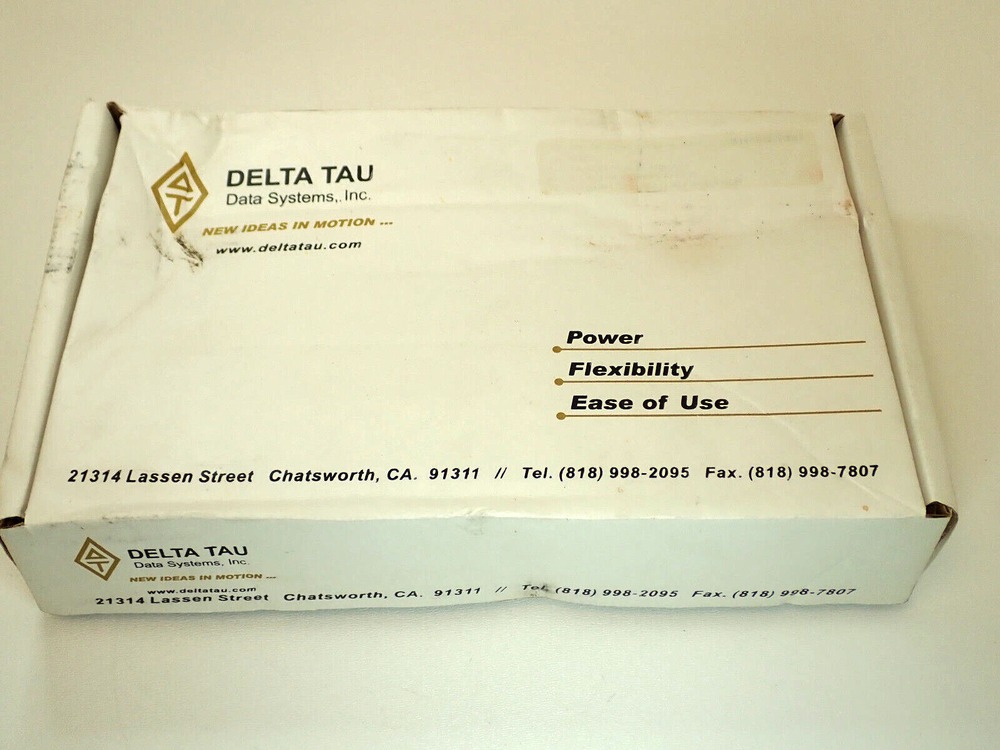 DELTA TAU
Data Systems, Inc.
NEW IDEAS IN MOTION ...
www.deltatau.com
Power
Flexibility
Ease of Use
21314 Lassen Street Chatsworth, CA. 91311 // Tel. (818) 998-2095 Fax. (818) 998-7807
DELTA TAU
Data Systems, Inc.
NEW IDEAS IN MOTION ...
www.deltatau.com
21314 Lassen Street Chatsworth, CA. 91311 // Tel. (818) 998-2095 Fax. (818) 998-7807